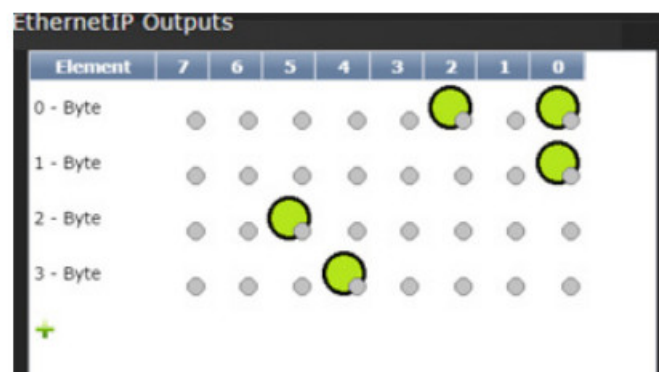 EthernetIP Outputs
Element 7 6 5 4 3 2 1 0
0 - Byte
1 - Byte
2 - Byte
3 - Byte